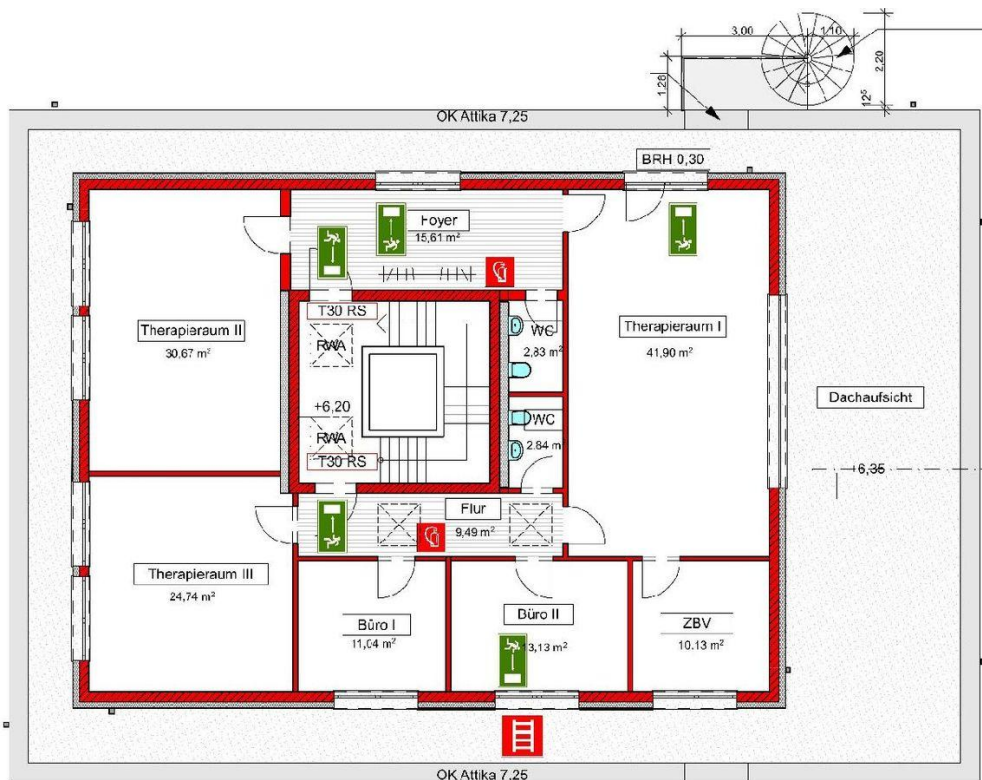 3,00
1,10
2,20
1,28
12⁵
OK Attika 7,25
BRH 0,30
Foyer
15,61 m²
T30 RS
Therapieraum II
30,67 m²
RWA
WC
2,83 m²
Therapieraum I
41,90 m²
+6,20
RWA
WC
2,84 m
Dachaufsicht
T30 RS
+6,35
Flur
9,49 m²
Therapieraum III
24,74 m²
Büro I
11,04 m²
Büro II
13,13 m²
ZBV
10,13 m²
OK Attika 7,25